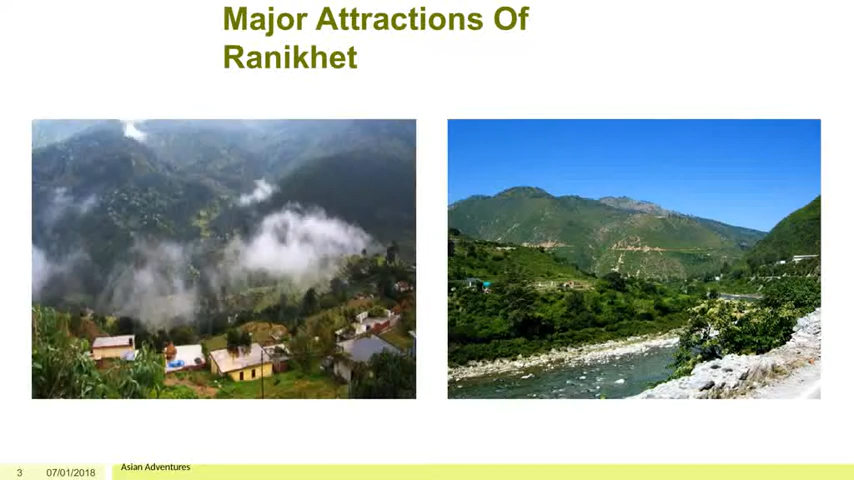 Major Attractions Of
Ranikhet
3 07/01/2018 Asian Adventures